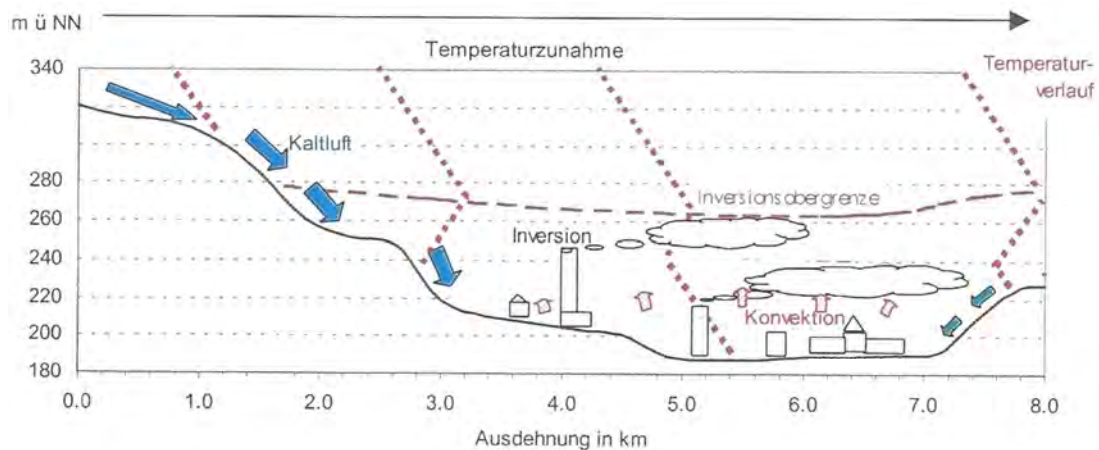 m ü NN
Temperaturzunahme
340
Temperatur-
verlauf
Kaltluft
280
Inversionsobergrenze
260
Inversion
240
220
Konvektion
200
180
0.0 1.0 2.0 3.0 4.0 5.0 6.0 7.0 8.0
Ausdehnung in km